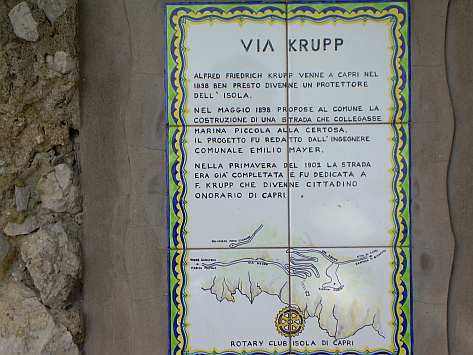 VIA KRUPP
ALFRED FRIEDRICH KRUPP VENNE A CAPRI NEL
1898 BEN PRESTO DIVENNE UN PROTETTORE
DELL' ISOLA.
NEL MAGGIO 1898 PROPOSE AL COMUNE LA
COSTRUZIONE DI UNA STRADA CHE COLLEGASSE
MARINA PICCOLA ALLA CERTOSA.
IL PROGETTO FU REDATTO DALL' INGEGNERE
COMUNALE EMILIO MAYER.
NELLA PRIMAVERA DEL 1902 LA STRADA
ERA GIÀ COMPLETATA E FU DEDICATA A
F. KRUPP CHE DIVENNE CITTADINO
ONORARIO DI CAPRI.
VIA KRUPP
ROTARY CLUB ISOLA DI CAPRI